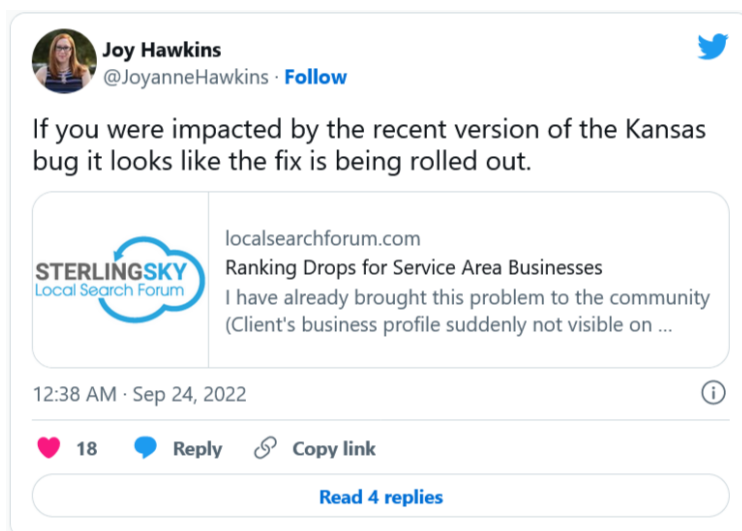 Joy Hawkins
@JoyanneHawkins · Follow
If you were impacted by the recent version of the Kansas
bug it looks like the fix is being rolled out.
STERLINGSKY
Local Search Forum
localsearchforum.com
Ranking Drops for Service Area Businesses
I have already brought this problem to the community
(Client's business profile suddenly not visible on ...
12:38 AM · Sep 24, 2022
18 Reply Copy link
Read 4 replies